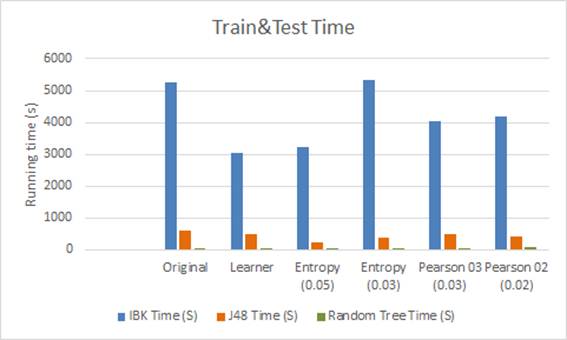 Train&Test Time
Running time (s)
6000
5000
4000
3000
2000
1000
0
Original Learner Entropy Entropy Pearson 03 Pearson 02
(0.05) (0.03) (0.03) (0.02)
IBK Time (S) J48 Time (S) Random Tree Time (S)